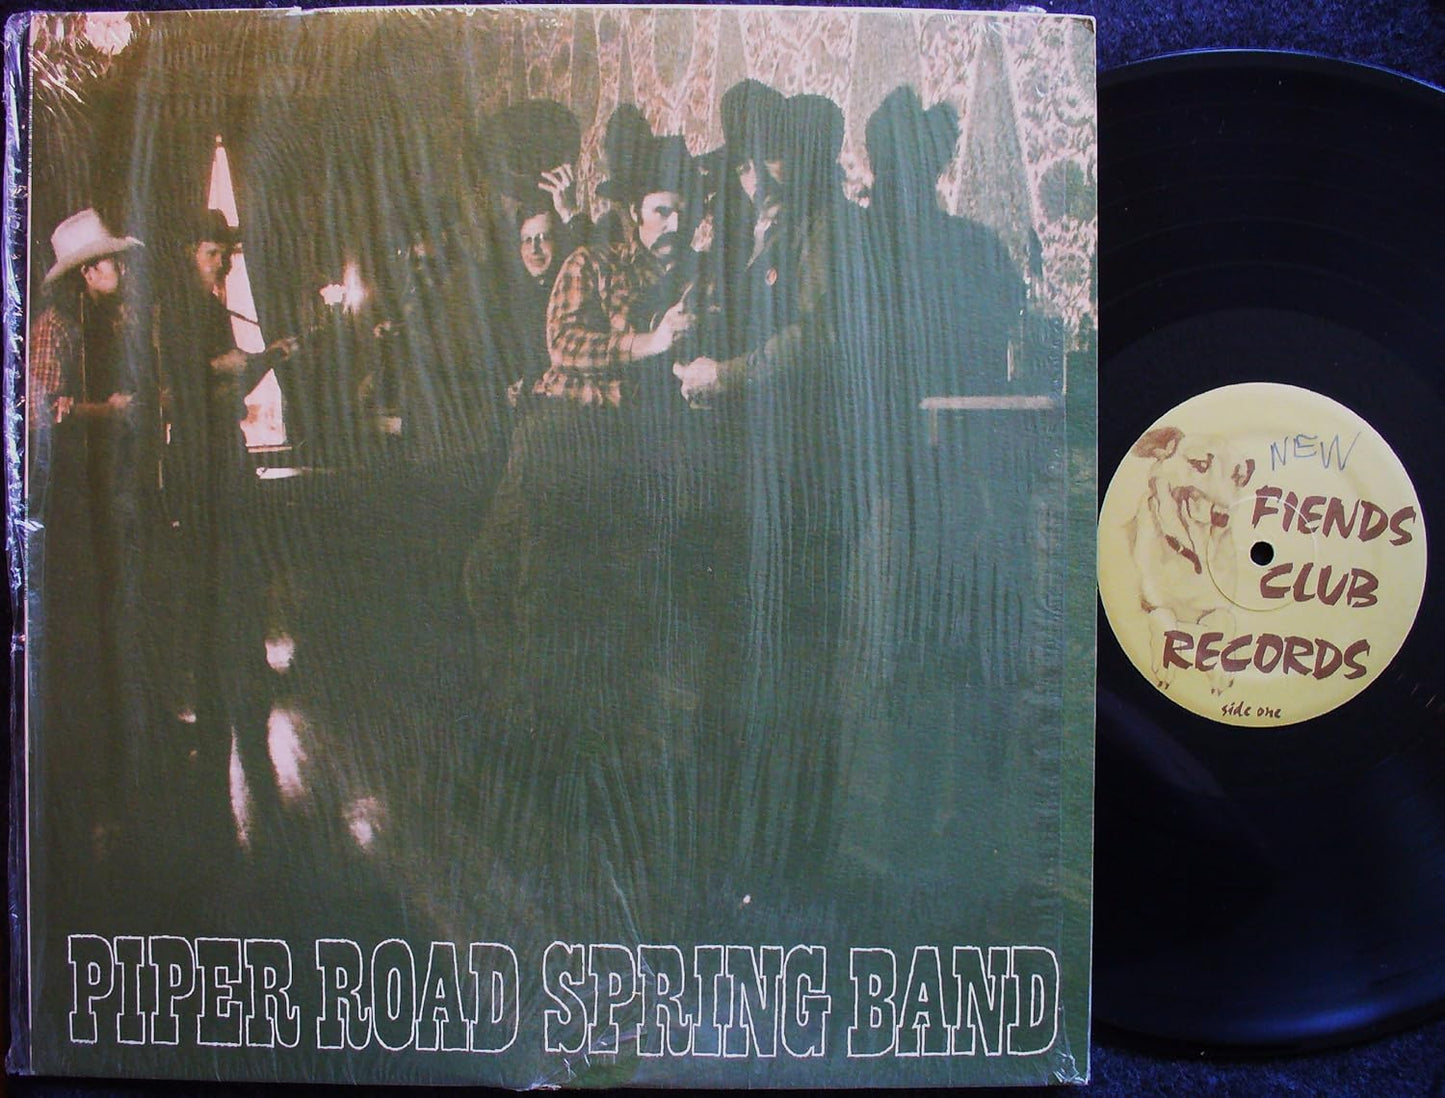 PIPER ROAD SPRING BAND
NEW
FIENDS
CLUB
RECORDS
side one